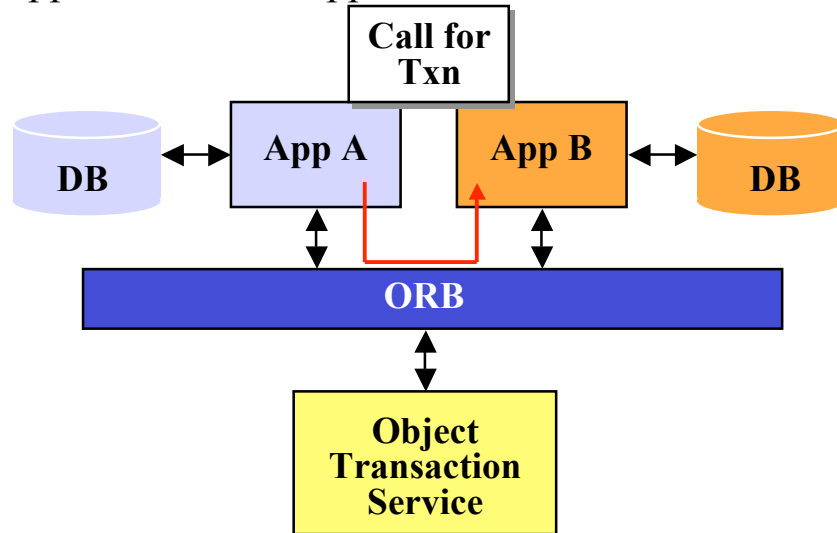 Call for
Txn
DB
App A
App B
DB
ORB
Object
Transaction
Service